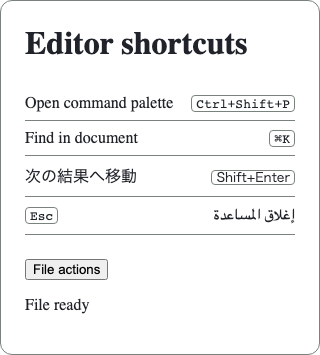 Editor shortcuts
Open command palette Ctrl+Shift+P
Find in document ⌘K
次の結果へ移動 Shift+Enter
إغلاق المساعدة Esc
File actions
File ready